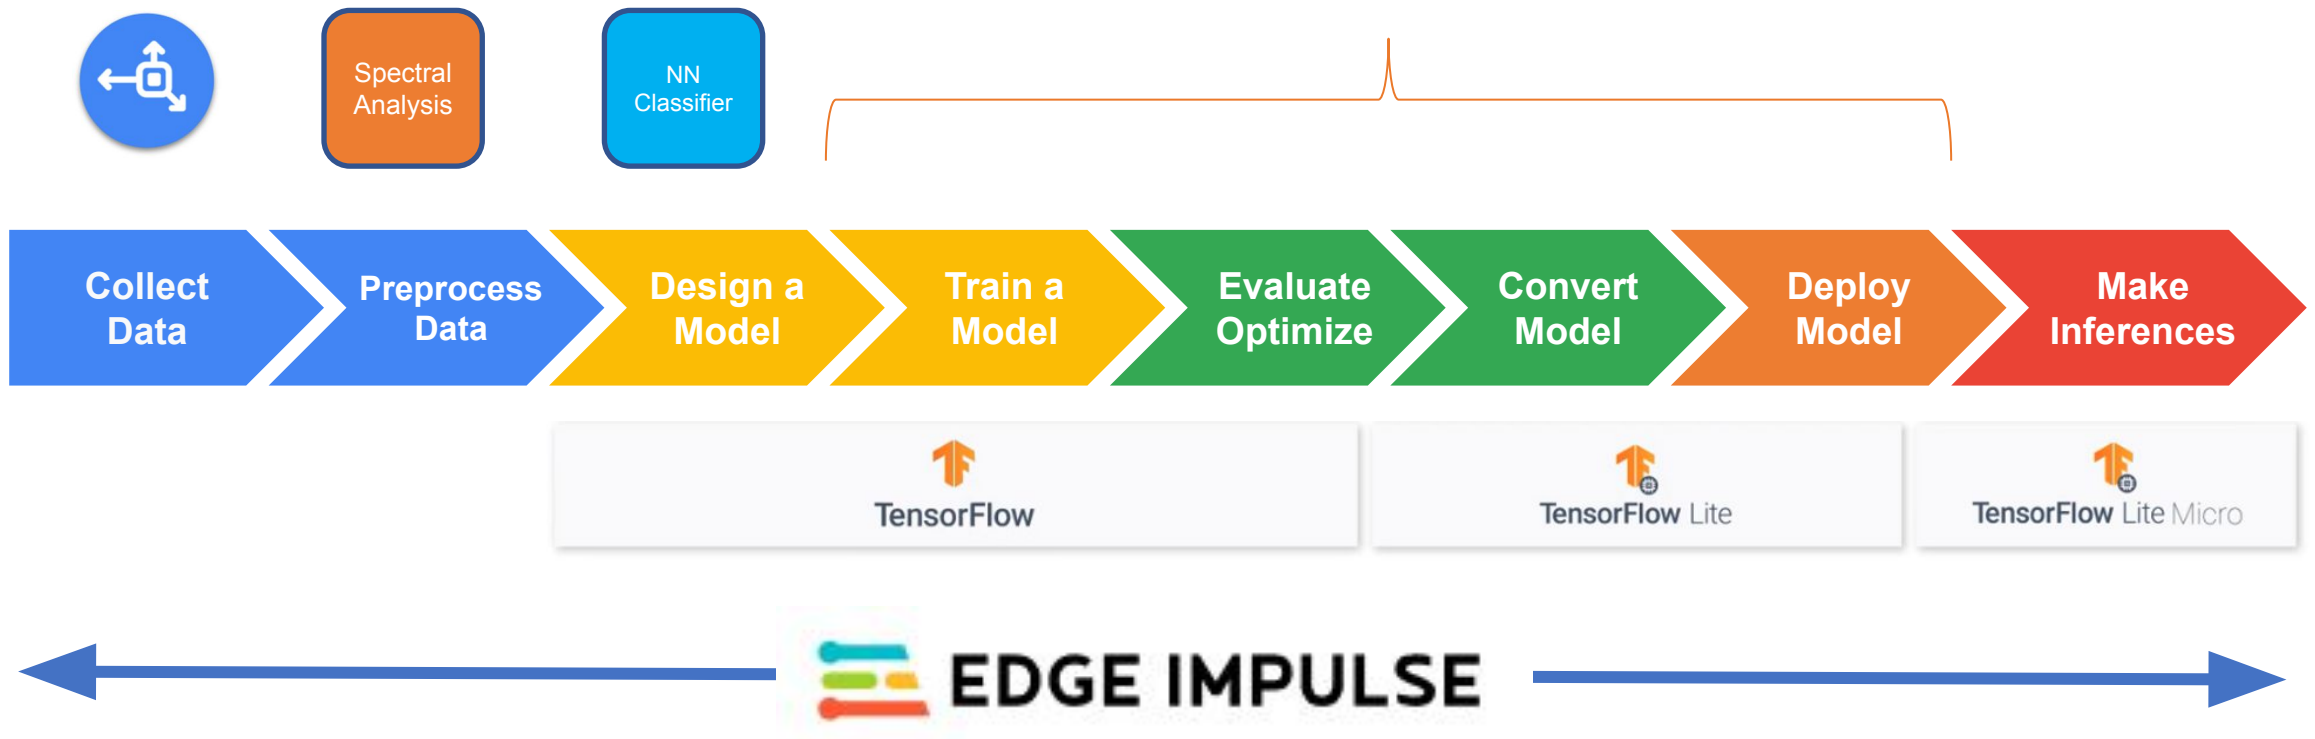 Spectral
Analysis
NN
Classifier
Collect
Data
Preprocess
Data
Design a
Model
Train a
Model
Evaluate
Optimize
Convert
Model
Deploy
Model
Make
Inferences
TensorFlow
TensorFlow Lite
TensorFlow Lite Micro
EDGE IMPULSE